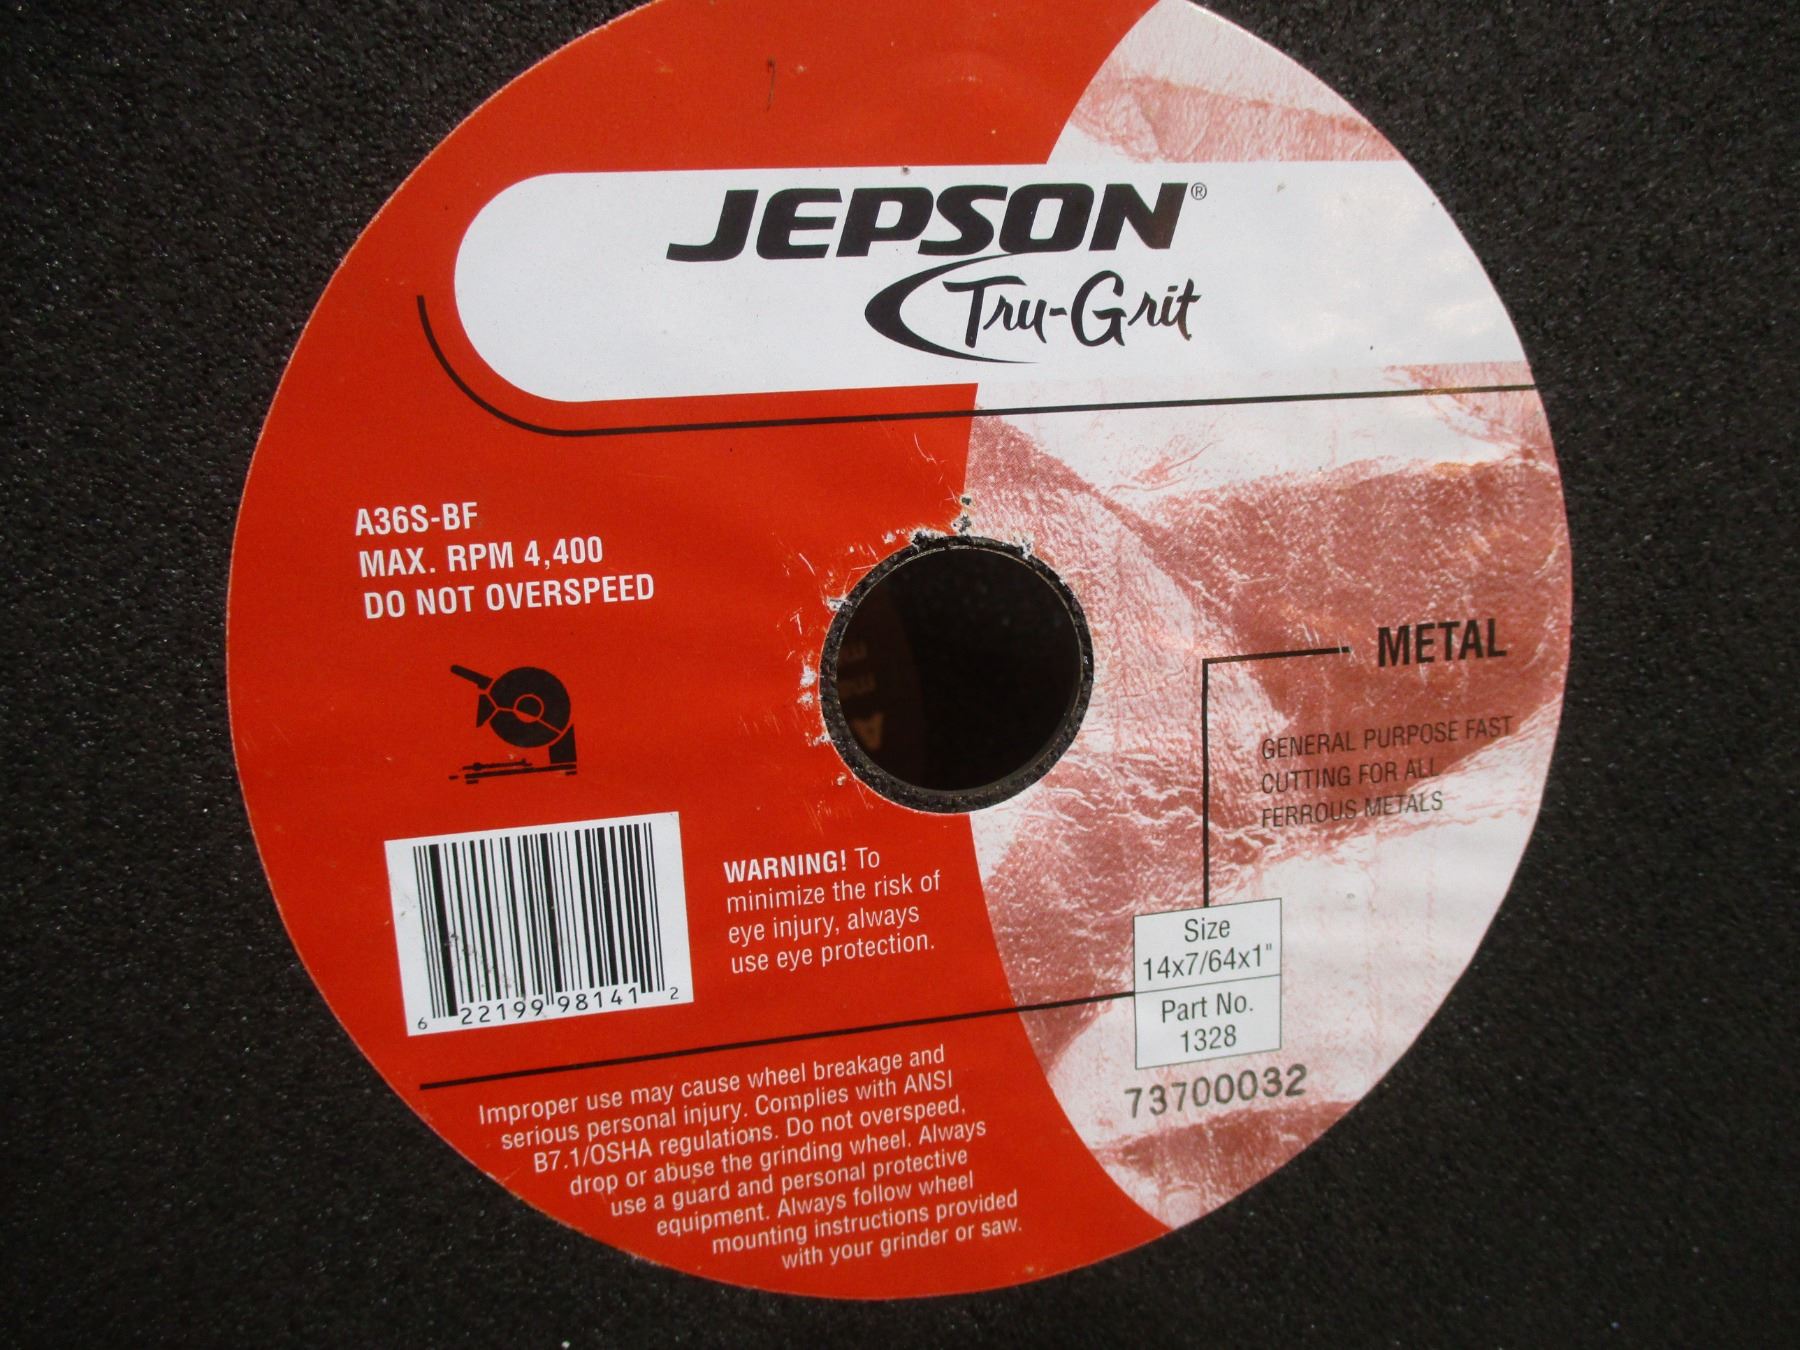 JEPSON®
Tru-Grit
A36S-BF
MAX. RPM 4,400
DO NOT OVERSPEED
METAL
GENERAL PURPOSE FAST
CUTTING FOR ALL
FERROUS METALS
WARNING! To
minimize the risk of
eye injury, always
use eye protection.
6 22199 98141 2
Size
14x7/64x1"
Part No.
1328
73700032
Improper use may cause wheel breakage and
serious personal injury. Complies with ANSI
B7.1/OSHA regulations. Do not overspeed,
drop or abuse the grinding wheel. Always
use a guard and personal protective
equipment. Always follow wheel
mounting instructions provided
with your grinder or saw.